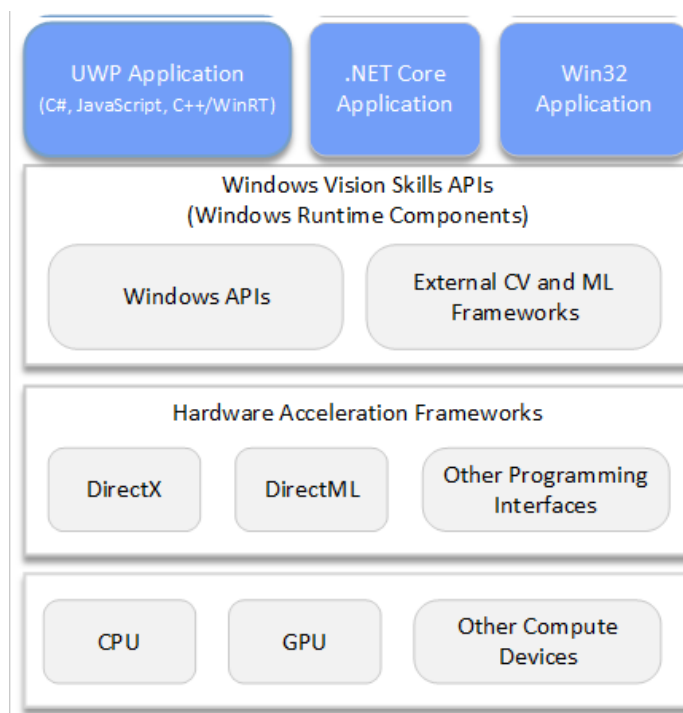 UWP Application
(C#, JavaScript, C++/WinRT)
.NET Core
Application
Win32
Application
Windows Vision Skills APIs
(Windows Runtime Components)
Windows APIs
External CV and ML
Frameworks
Hardware Acceleration Frameworks
DirectX
DirectML
Other Programming
Interfaces
CPU
GPU
Other Compute
Devices